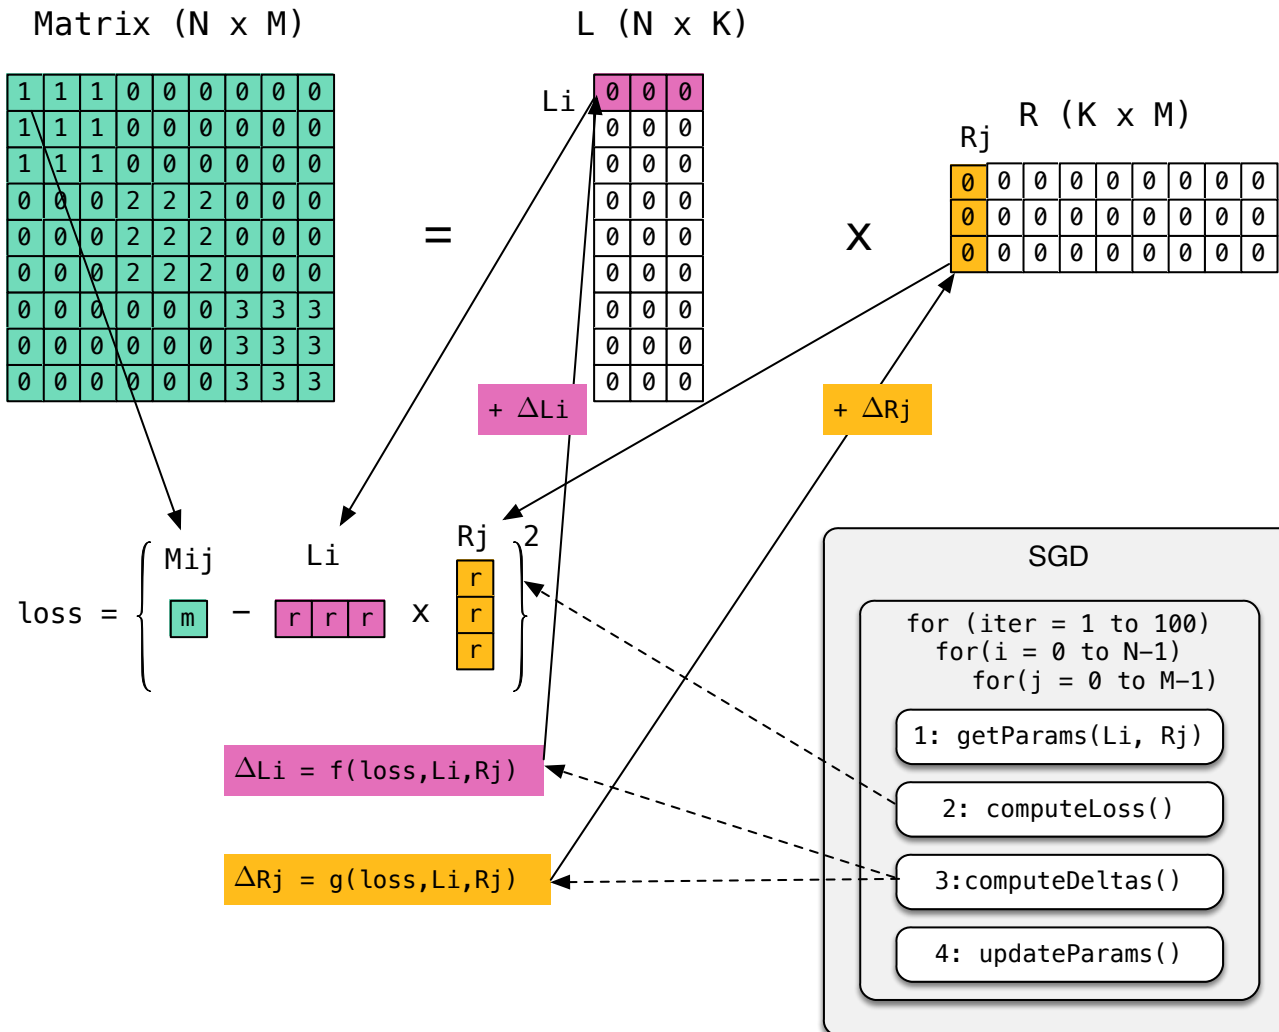 Matrix (N x M)
L (N x K)
R (K x M)
Li
Rj
1 1 1 0 0 0 0 0 0
1 1 1 0 0 0 0 0 0
1 1 1 0 0 0 0 0 0
0 0 0 2 2 2 0 0 0
0 0 0 2 2 2 0 0 0
0 0 0 2 2 2 0 0 0
0 0 0 0 0 0 3 3 3
0 0 0 0 0 0 3 3 3
0 0 0 0 0 0 3 3 3
=
0 0 0
0 0 0
0 0 0
0 0 0
0 0 0
0 0 0
0 0 0
0 0 0
0 0 0
x
0 0 0 0 0 0 0 0 0
0 0 0 0 0 0 0 0 0
0 0 0 0 0 0 0 0 0
+ ΔLi
+ ΔRj
Mij
Li
Rj
2
loss = { m − r r r x r r r }
ΔLi = f(loss,Li,Rj)
ΔRj = g(loss,Li,Rj)
SGD
for (iter = 1 to 100)
for(i = 0 to N−1)
for(j = 0 to M−1)
1: getParams(Li, Rj)
2: computeLoss()
3:computeDeltas()
4: updateParams()